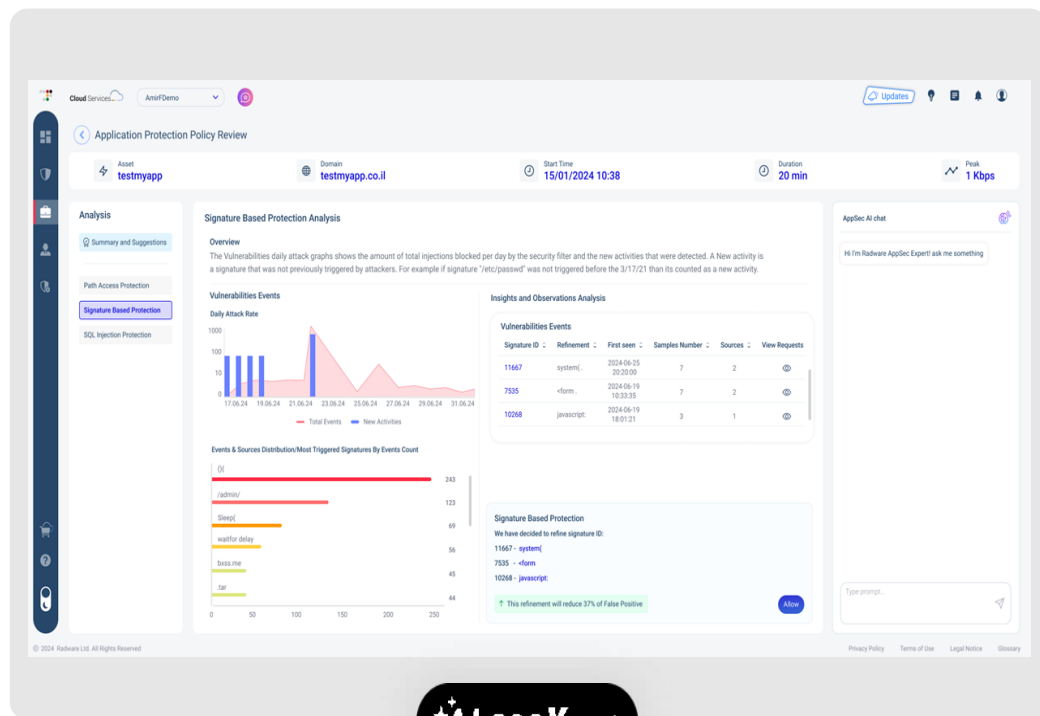 Cloud Services
AmirFDemo
Updates
Application Protection Policy Review
Asset
testmyapp
Domain
testmyapp.co.il
Start Time
15/01/2024 10:38
Duration
20 min
Peak
1 Kbps
Analysis
Summary and Suggestions
Path Access Protection
Signature Based Protection
SQL Injection Protection
Signature Based Protection Analysis
Overview
The Vulnerabilities daily attack graphs shows the amount of total injections blocked per day by the security filter and the new activities that were detected. A New activity is
a signature that was not previously triggered by attackers. For example if signature "/etc/passwd" was not triggered before the 3/17/21 than its counted as a new activity.
Vulnerabilities Events
Daily Attack Rate
1000
100
10
0
17.06.24 19.06.24 21.06.24 23.06.24 25.06.24 27.06.24 29.06.24 31.06.24
Total Events New Activities
Events & Sources Distribution/Most Triggered Signatures By Events Count
(){
243
/admin/
123
Sleep(
69
waitfor delay
56
bxss.me
45
.tar
44
0 50 100 150 200 250
Insights and Observations Analysis
Vulnerabilities Events
Signature ID Refinement First seen Samples Number Sources View Requests
11667 system( . 2024-06-25 20:20:00 7 2
7535 <form . 2024-06-19 10:33:35 7 2
10268 javascript: 2024-06-19 18:01:21 3 1
Signature Based Protection
We have decided to refine signature ID:
11667 - system(
7535 - <form
10268 - javascript:
This refinement will reduce 37% of False Positive
Allow
AppSec AI chat
Hi I'm Radware AppSec Expert! ask me something
Type prompt...
© 2024 Radware Ltd. All Rights Reserved
Privacy Policy Terms of Use Legal Notice Glossary